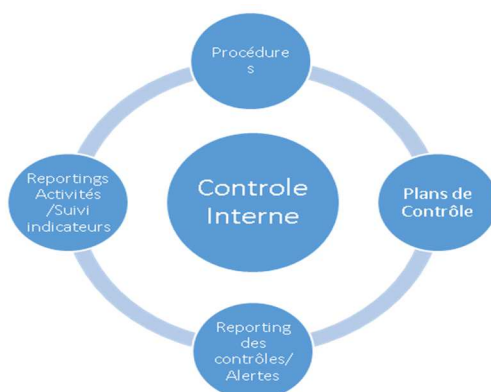 Procédure
s
Controle
Interne
Plans de
Contrôle
Reporting
des
contrôles/
Alertes
Reportings
Activités
/Suivi
indicateurs